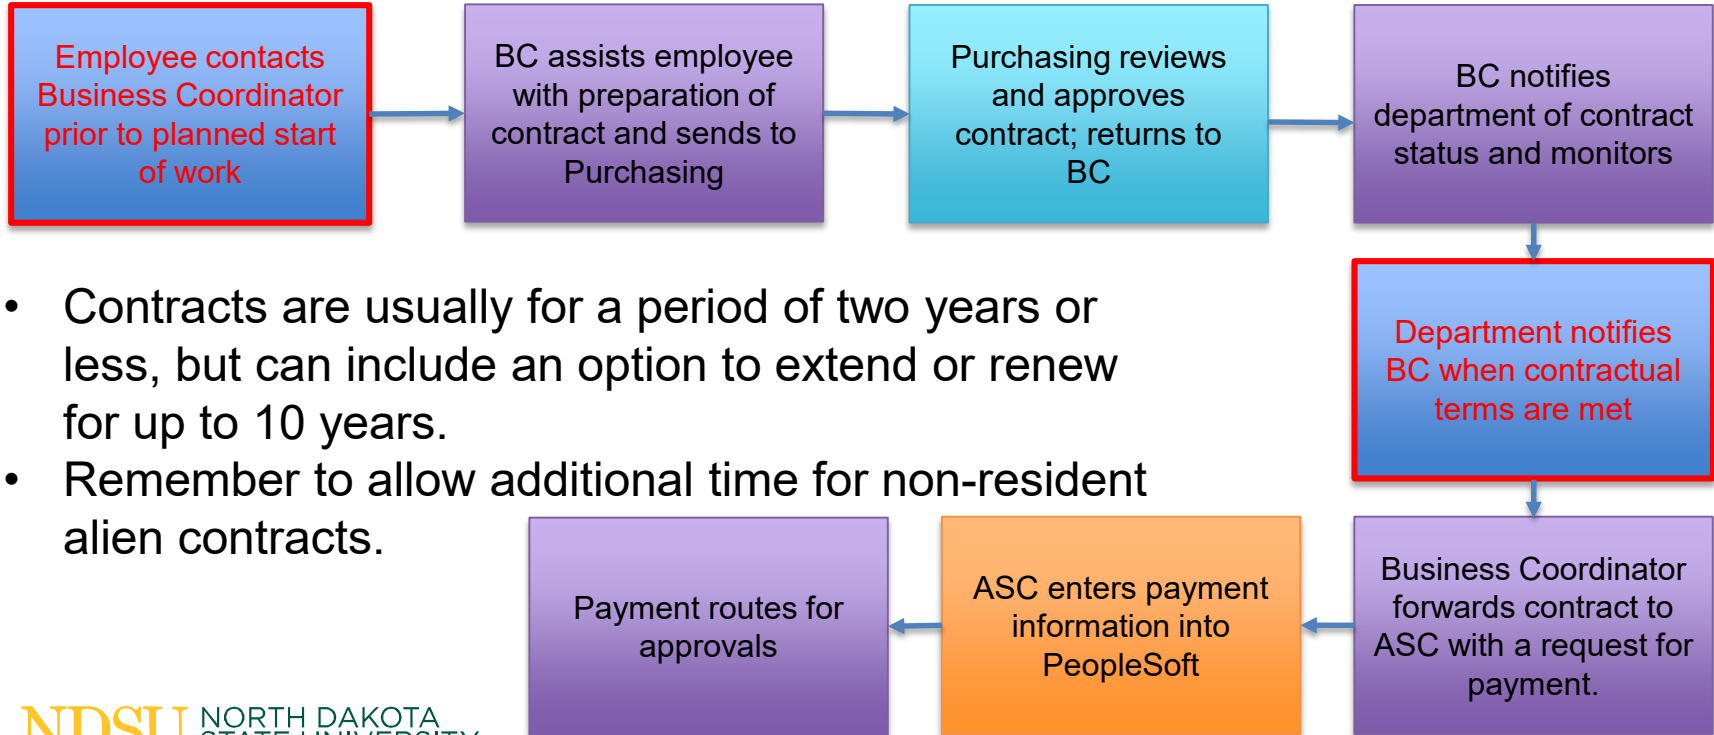 Employee contacts
Business Coordinator
prior to planned start
of work
BC assists employee
with preparation of
contract and sends to
Purchasing
Purchasing reviews
and approves
contract; returns to
BC
BC notifies
department of contract
status and monitors
Department notifies
BC when contractual
terms are met
• Contracts are usually for a period of two years or
less, but can include an option to extend or renew
for up to 10 years.
• Remember to allow additional time for non-resident
alien contracts.
Business Coordinator
forwards contract to
ASC with a request for
payment.
ASC enters payment
information into
PeopleSoft
Payment routes for
approvals
NDSU NORTH DAKOTA
STATE UNIVERSITY